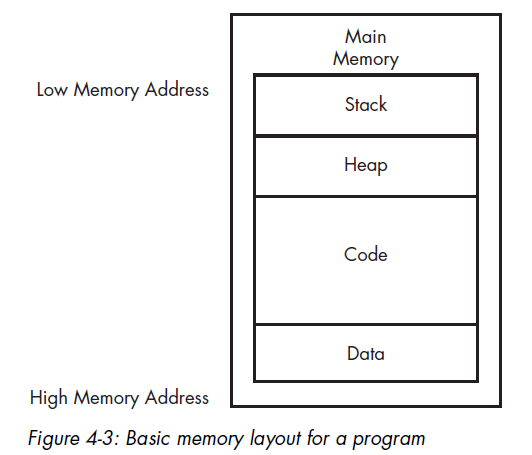 Main
Memory
Low Memory Address
Stack
Heap
Code
Data
High Memory Address
Figure 4-3: Basic memory layout for a program